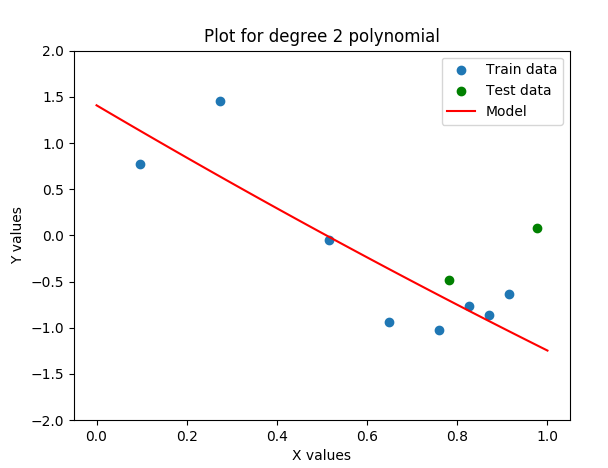 Plot for degree 2 polynomial
Train data
Test data
Model
2.0
1.5
1.0
0.5
0.0
−0.5
−1.0
−1.5
−2.0
Y values
0.0 0.2 0.4 0.6 0.8 1.0
X values